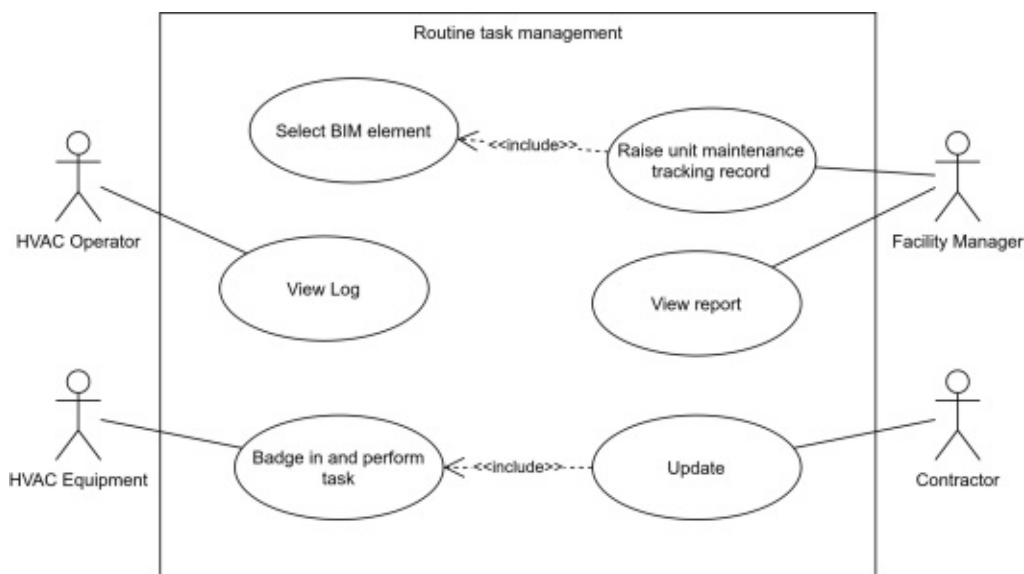 Routine task management
Select BIM element
<<include>>
Raise unit maintenance
tracking record
HVAC Operator
Facility Manager
View Log
View report
HVAC Equipment
Badge in and perform
task
<<include>>
Update
Contractor